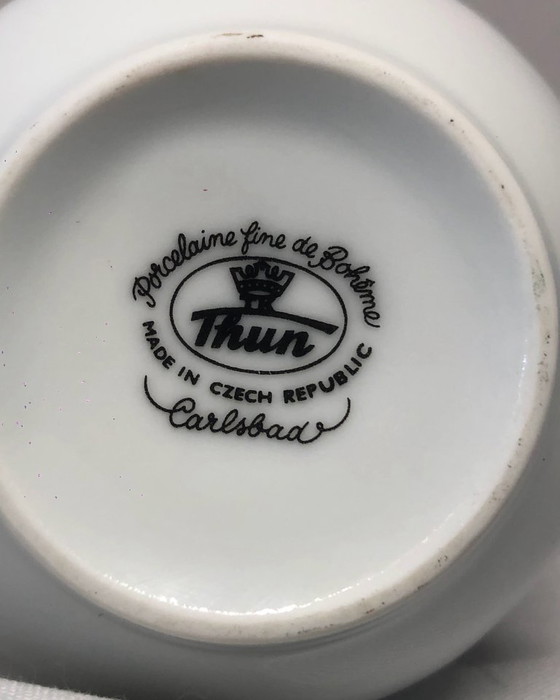 Porcelaine fine de Bohême
Thun
MADE IN CZECH REPUBLIC
Carlsbad